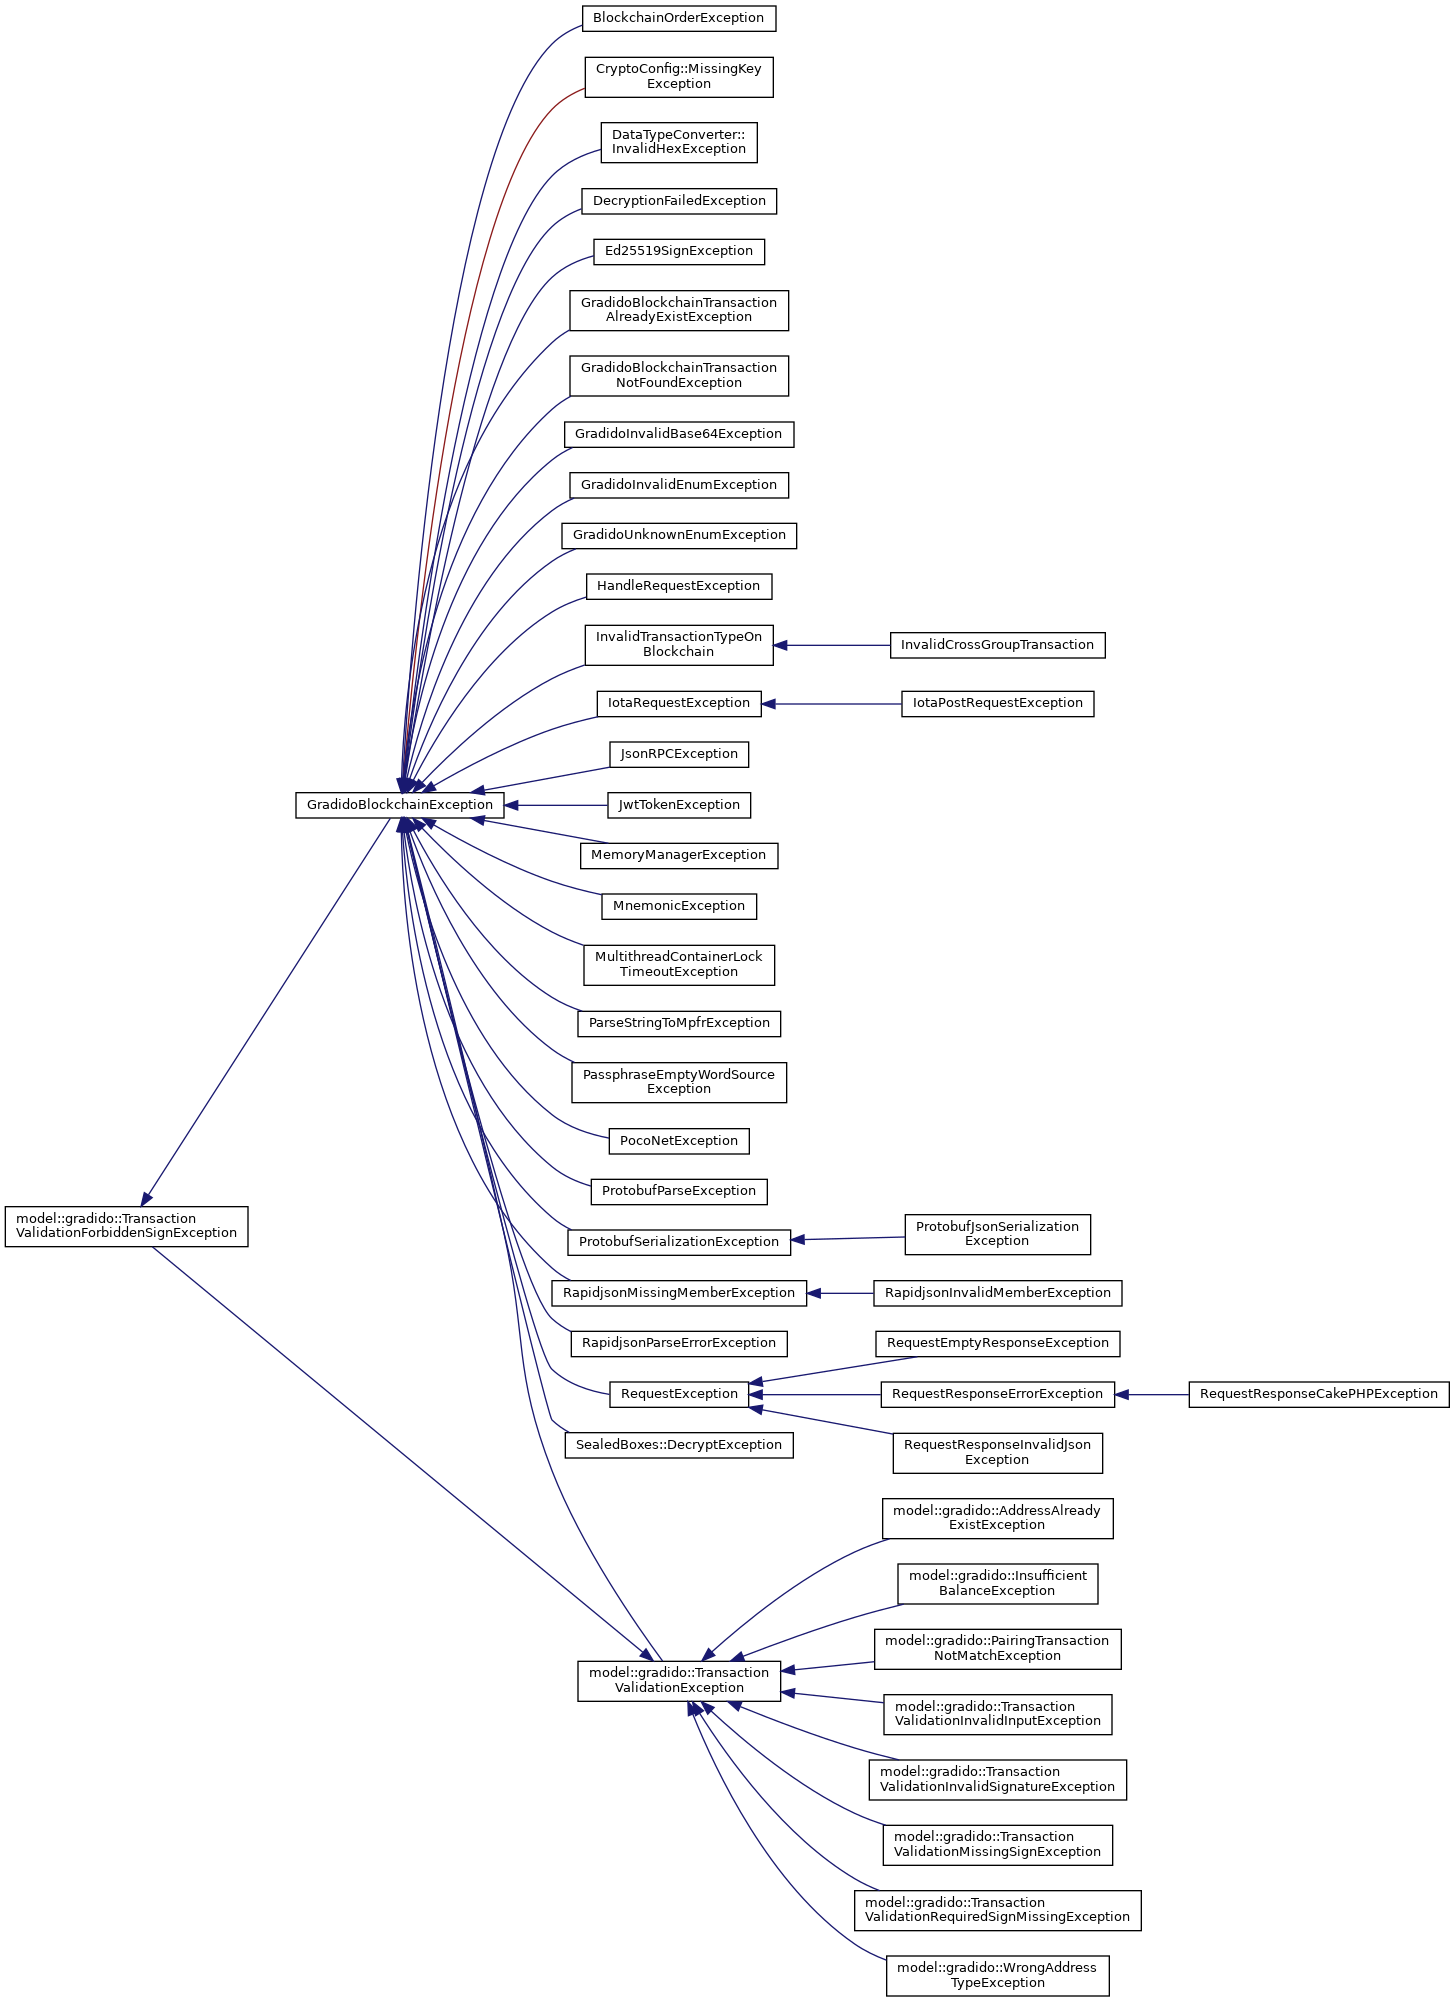 BlockchainOrderException
CryptoConfig::MissingKey
Exception
DataTypeConverter::
InvalidHexException
DecryptionFailedException
Ed25519SignException
GradidoBlockchainTransaction
AlreadyExistException
GradidoBlockchainTransaction
NotFoundException
GradidoInvalidBase64Exception
GradidoInvalidEnumException
GradidoUnknownEnumException
HandleRequestException
InvalidTransactionTypeOn
Blockchain
InvalidCrossGroupTransaction
IotaRequestException
IotaPostRequestException
JsonRPCException
GradidoBlockchainException
JwtTokenException
MemoryManagerException
MnemonicException
MultithreadContainerLock
TimeoutException
ParseStringToMpfrException
PassphraseEmptyWordSource
Exception
PocoNetException
ProtobufParseException
model::gradido::Transaction
ValidationForbiddenSignException
ProtobufSerializationException
ProtobufJsonSerialization
Exception
RapidjsonMissingMemberException
RapidjsonInvalidMemberException
RapidjsonParseErrorException
RequestEmptyResponseException
RequestException
RequestResponseErrorException
RequestResponseCakePHPException
SealedBoxes::DecryptException
RequestResponseInvalidJson
Exception
model::gradido::AddressAlready
ExistException
model::gradido::Insufficient
BalanceException
model::gradido::PairingTransaction
NotMatchException
model::gradido::Transaction
ValidationException
model::gradido::Transaction
ValidationInvalidInputException
model::gradido::Transaction
ValidationInvalidSignatureException
model::gradido::Transaction
ValidationMissingSignException
model::gradido::Transaction
ValidationRequiredSignMissingException
model::gradido::WrongAddress
TypeException